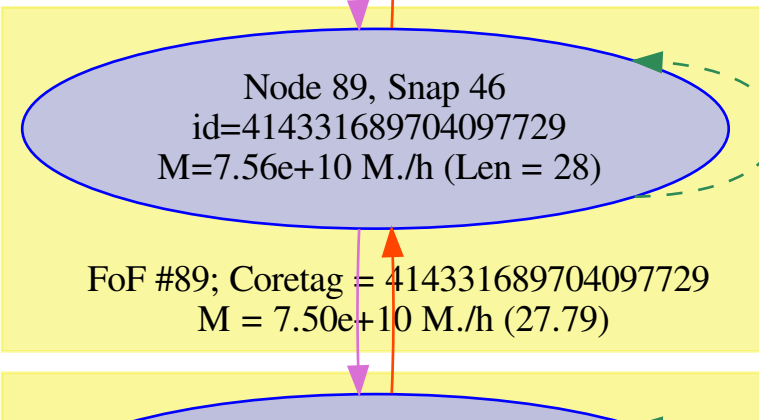 Node 89, Snap 46
id=414331689704097729
M=7.56e+10 M./h (Len = 28)
FoF #89; Coretag = 414331689704097729
M = 7.50e+10 M./h (27.79)